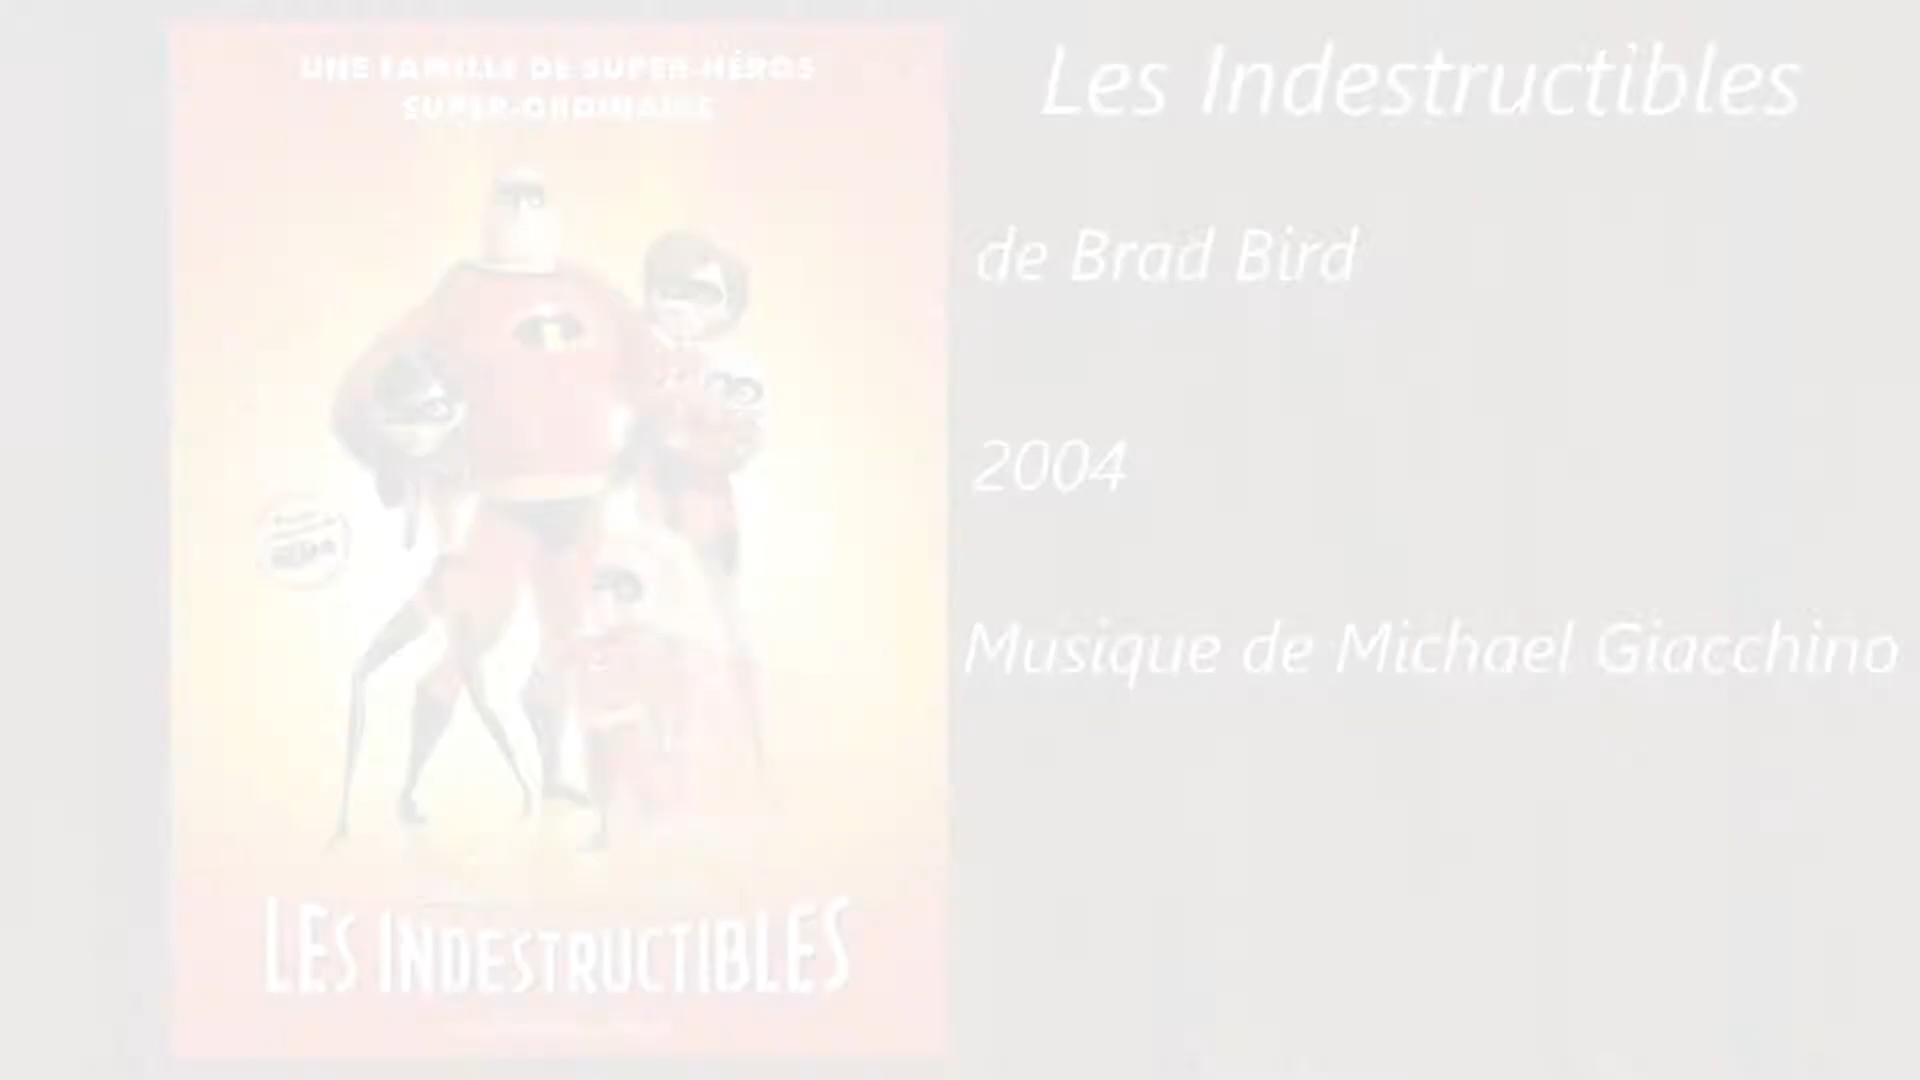 UNE FAMILLE DE SUPER-HÉROS
SUPER-ORDINAIRE
LES INDESTRUCTIBLES
Les Indestructibles
de Brad Bird
2004
Musique de Michael Giacchino